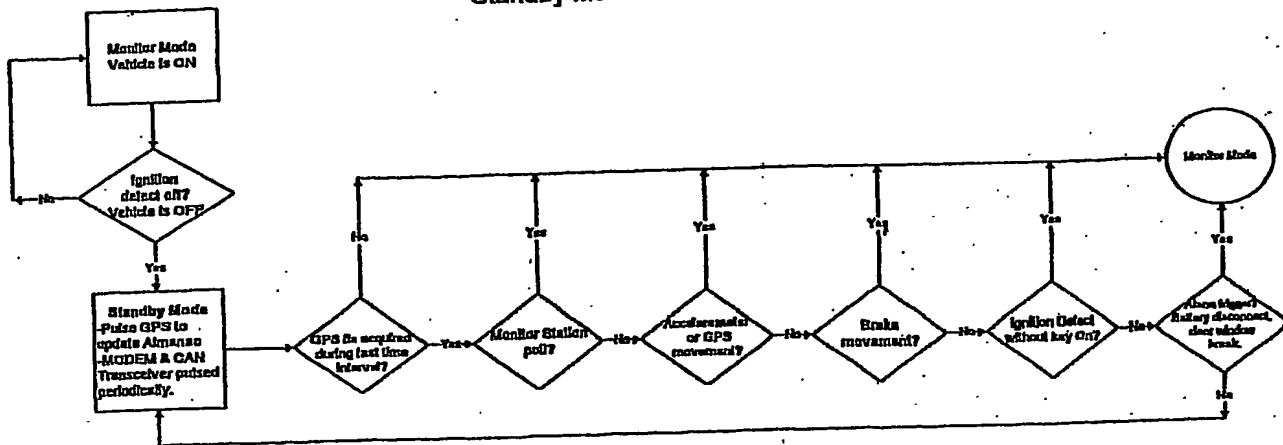 Standby
Monitor Mode
Vehicle is ON
Ignition
detect off?
Vehicle is OFF
No
Yes
Standby Mode
-Pulse GPS to
update Almanac
-MODEM & CAN
Transceiver pulsed
periodically.
GPS fix acquired
during last time
interval?
No
Yes
Monitor Station
poll?
Yes
No
Accelerometer
or GPS
movement?
Yes
No
Brake
movement?
Yes
No
Ignition Detect
without key On?
Yes
No
Alarm trigger?
Battery disconnect,
door window
break.
Yes
No
Monitor Mode